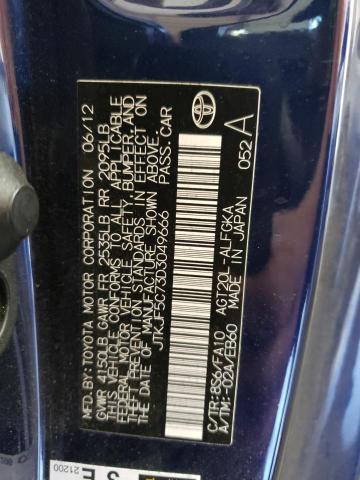 MFD.BY:TOYOTA MOTOR CORPORATION 06/12
GVWR 4150LB GAWR FR 2535LB RR 2095LB
THIS VEHICLE CONFORMS TO ALL APPLICABLE
FEDERAL MOTOR VEHICLE SAFETY, BUMPER, AND
THEFT PREVENTION STANDARDS IN EFFECT ON
THE DATE OF MANUFACTURE SHOWN ABOVE.
JTKJF5C73D3049666 PASS.CAR
C/TR:8S6/FA10 AGT20L-ALFGKA
A/TM:-02A/EB60 MADE IN JAPAN
052 A
21200
3 E